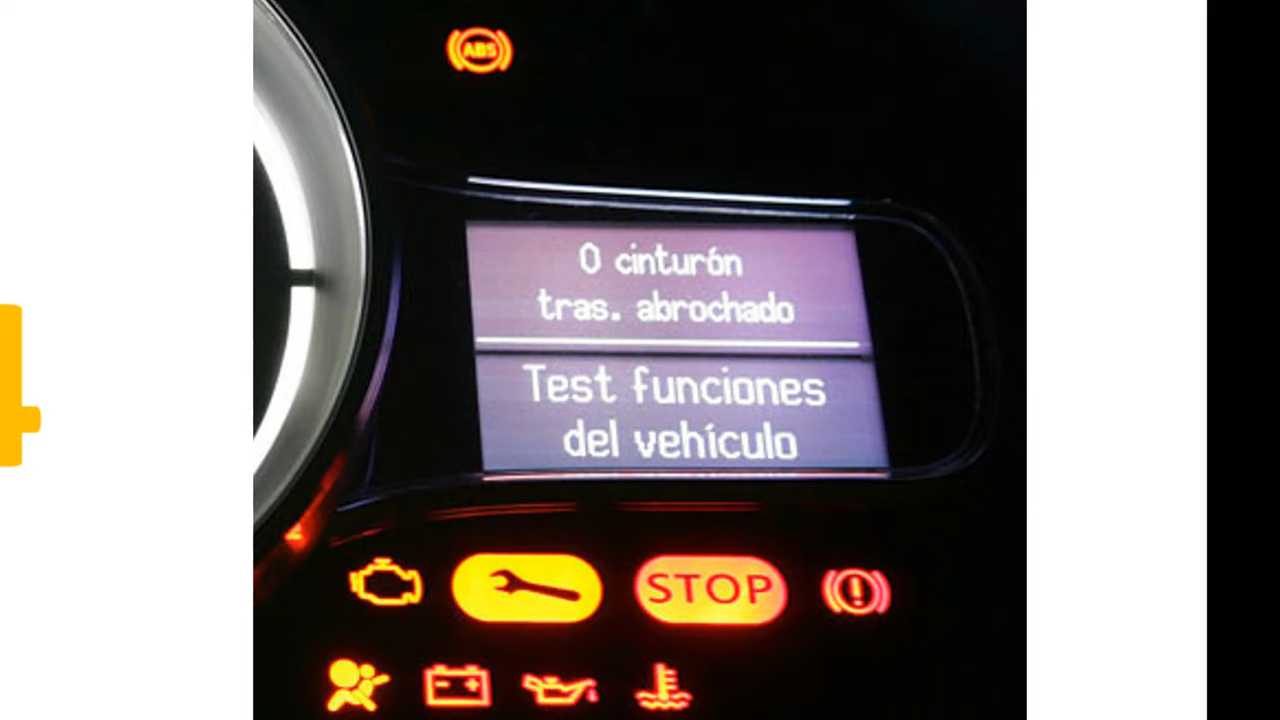 ABS
0 cinturón
tras. abrochado
Test funciones
del vehículo
STOP